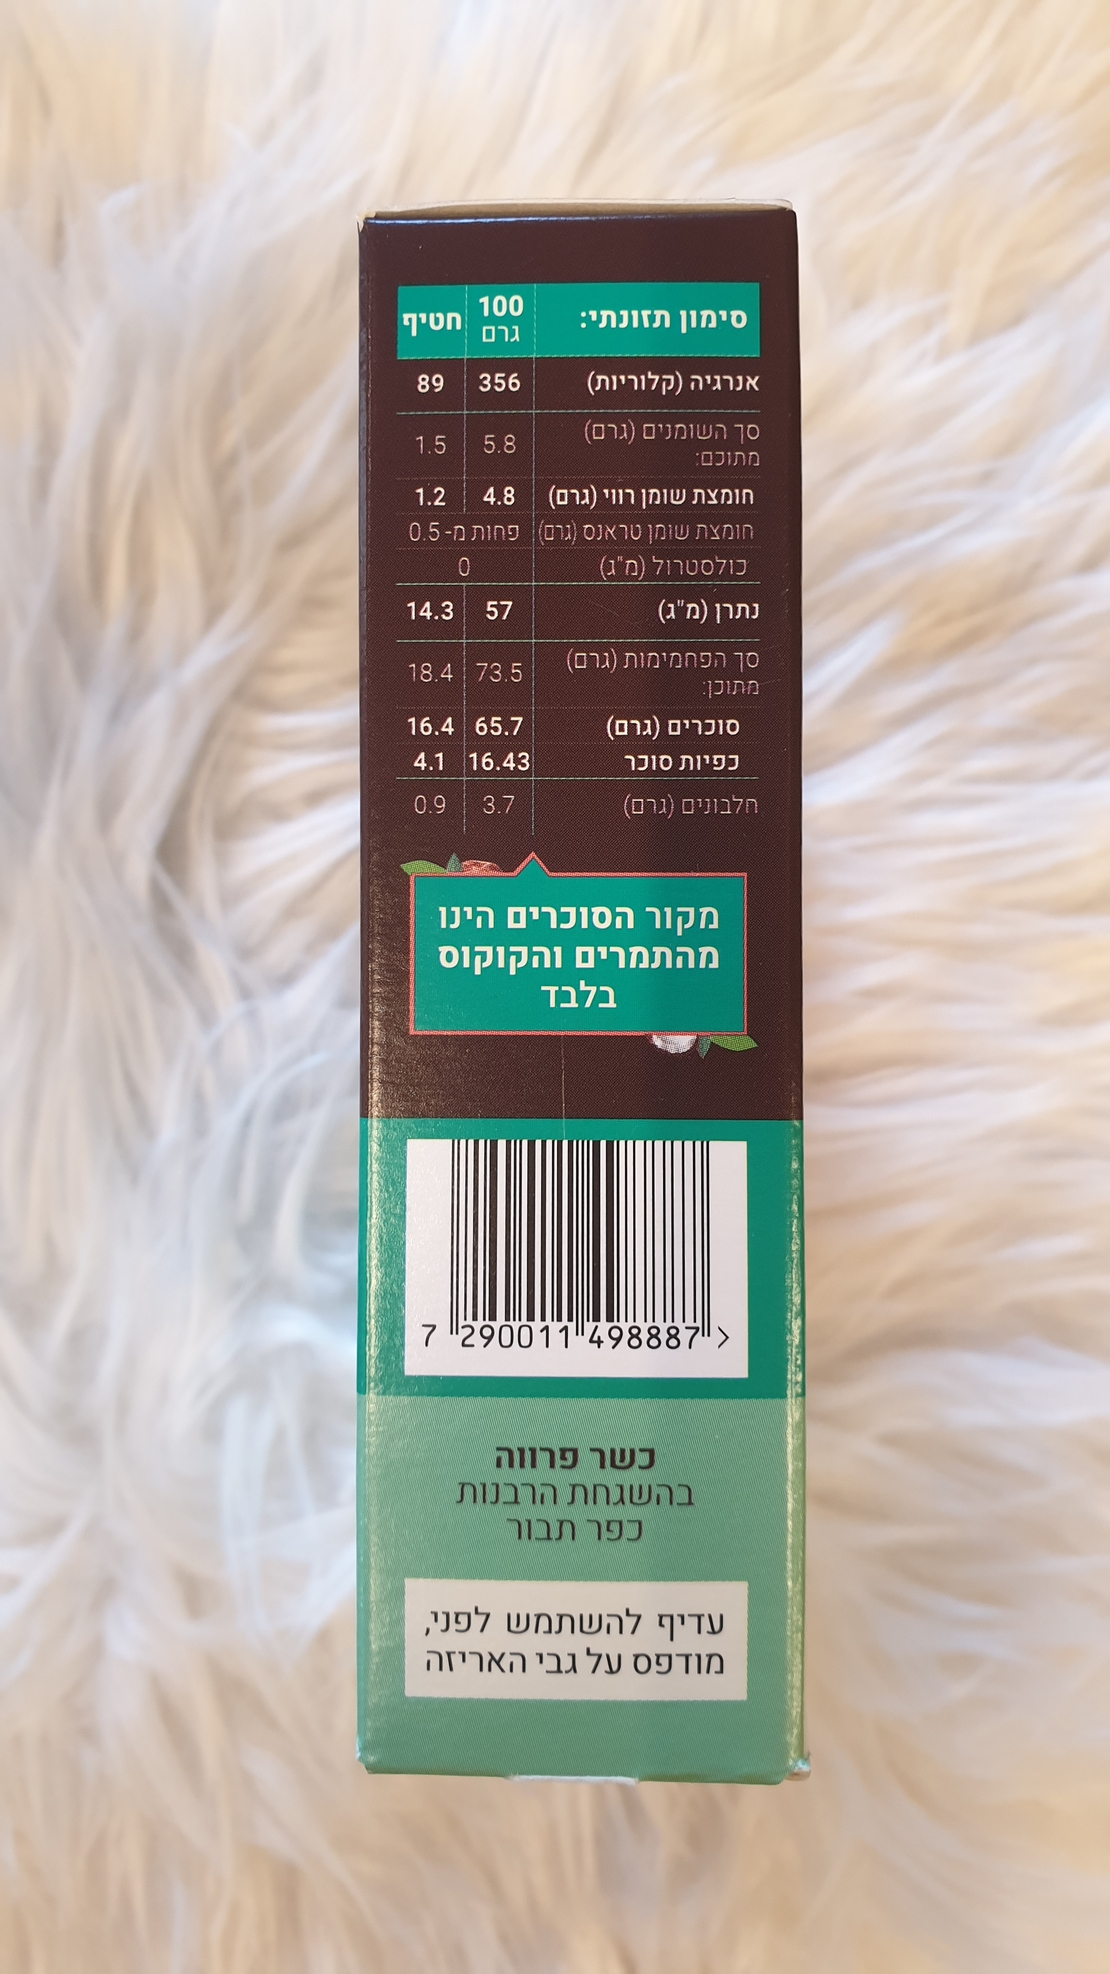 סימון תזונתי: 100 גרם חטיף
אנרגיה (קלוריות) 356 89
סך השומנים (גרם) מתוכם: 5.8 1.5
חומצת שומן רווי (גרם) 4.8 1.2
חומצת שומן טראנס (גרם) פחות מ- 0.5
כולסטרול (מ"ג) 0
נתרן (מ"ג) 57 14.3
סך הפחמימות (גרם) מתוכן: 73.5 18.4
סוכרים (גרם) 65.7 16.4
כפיות סוכר 16.43 4.1
חלבונים (גרם) 3.7 0.9
מקור הסוכרים הינו
מהתמרים והקוקוס
בלבד
7 290011 498887 >
כשר פרווה
בהשגחת הרבנות
כפר תבור
עדיף להשתמש לפני,
מודפס על גבי האריזה